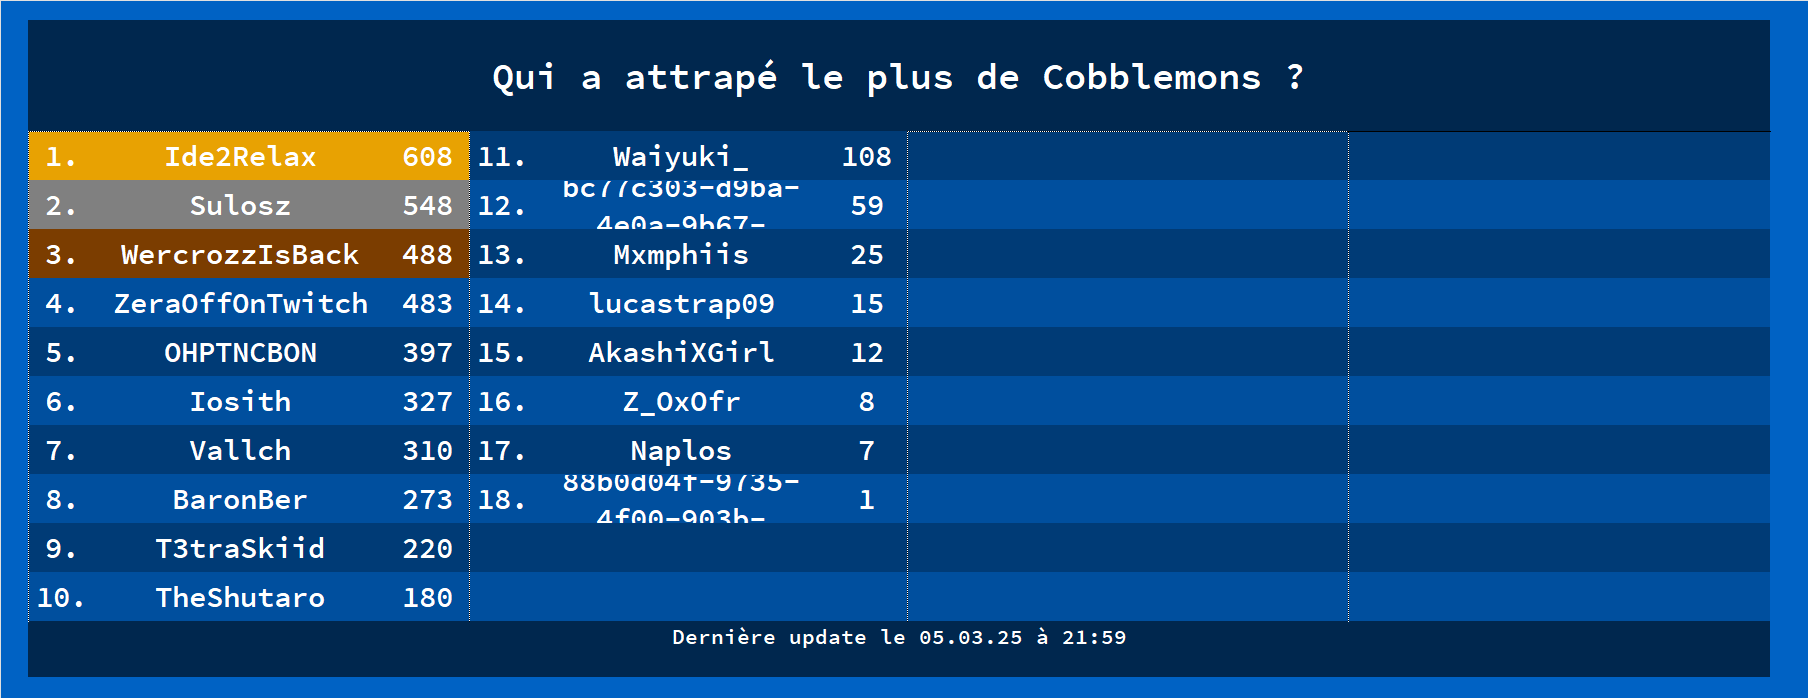 Qui a attrapé le plus de Cobblemons ?
1. Ide2Relax 608
2. Sulosz 548
3. WercrozzIsBack 488
4. ZeraOffOnTwitch 483
5. OHPTNCBON 397
6. Iosith 327
7. Vallch 310
8. BaronBer 273
9. T3traSkiid 220
10. TheShutaro 180
11. Waiyuki_ 108
bc77c303-d9ba-
12. 59
4e0a-9b67-
13. Mxmphiis 25
14. lucastrap09 15
15. AkashiXGirl 12
16. Z_OxOfr 8
17. Naplos 7
88b0d04f-9735-
18. 1
4f00-903b-
Dernière update le 05.03.25 à 21:59